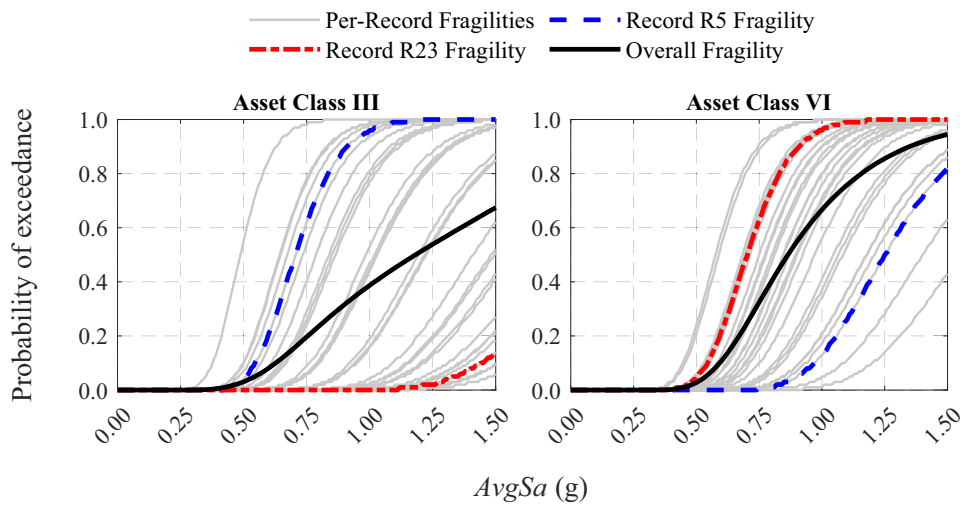 Per-Record Fragilities Record R5 Fragility
Record R23 Fragility Overall Fragility
Asset Class III Asset Class VI
Probability of exceedance
1.0
0.8
0.6
0.4
0.2
0.0
0.00 0.25 0.50 0.75 1.00 1.25 1.50
1.0
0.8
0.6
0.4
0.2
0.0
0.00 0.25 0.50 0.75 1.00 1.25 1.50
AvgSa (g)